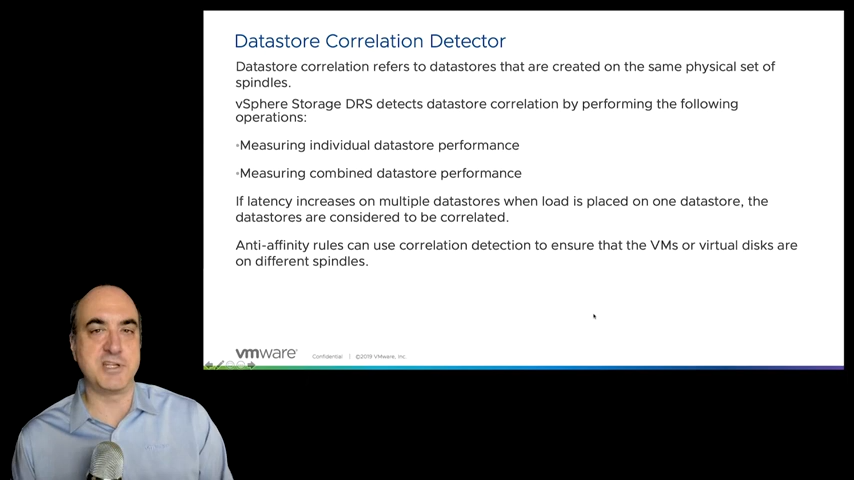 Datastore Correlation Detector
Datastore correlation refers to datastores that are created on the same physical set of
spindles.
vSphere Storage DRS detects datastore correlation by performing the following
operations:
•Measuring individual datastore performance
•Measuring combined datastore performance
If latency increases on multiple datastores when load is placed on one datastore, the
datastores are considered to be correlated.
Anti-affinity rules can use correlation detection to ensure that the VMs or virtual disks are
on different spindles.
vmware®
Confidential | ©2019 VMware, Inc.